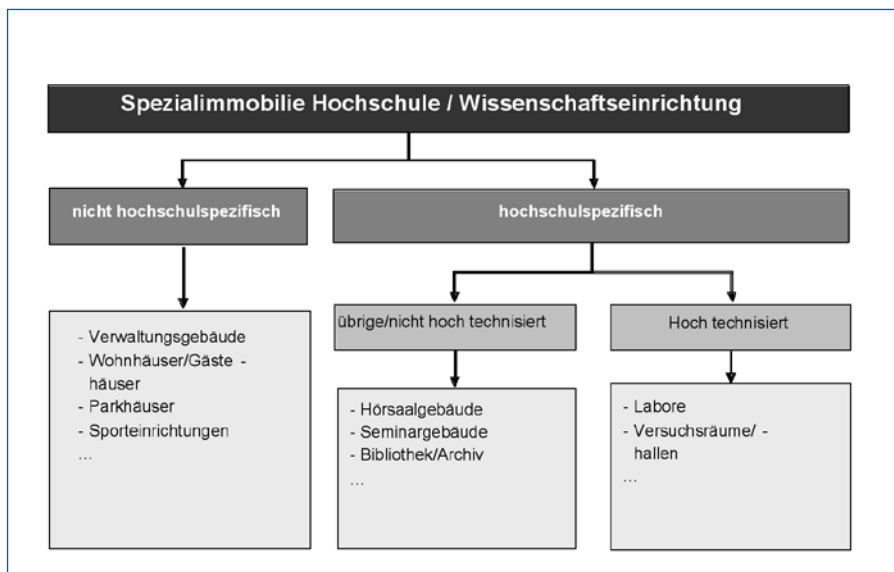 Spezialimmobilie Hochschule / Wissenschaftseinrichtung
nicht hochschulspezifisch
hochschulspezifisch
übrige/nicht hoch technisiert
Hoch technisiert
- Verwaltungsgebäude
- Wohnhäuser/Gäste -
häuser
- Parkhäuser
- Sporteinrichtungen
...
- Hörsaalgebäude
- Seminargebäude
- Bibliothek/Archiv
...
- Labore
- Versuchsräume/ -
hallen
...